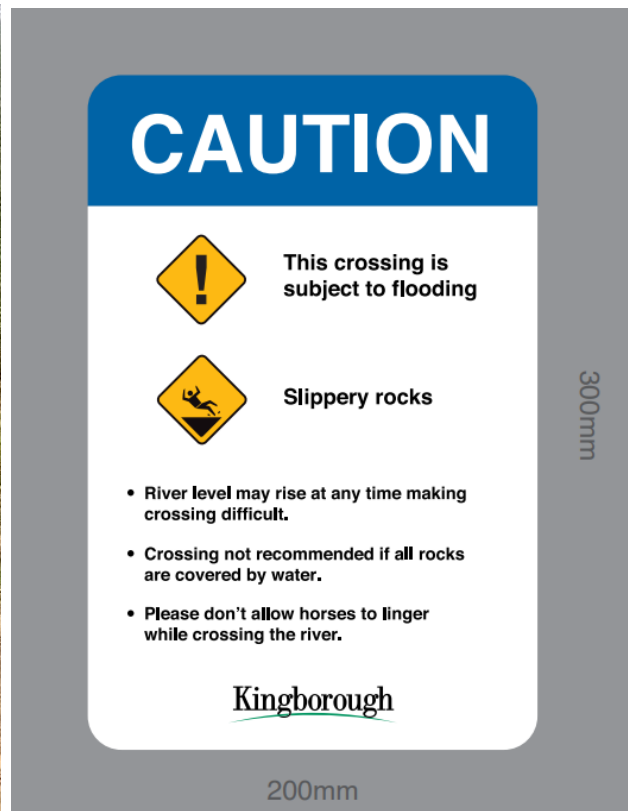 CAUTION
!
This crossing is
subject to flooding
Slippery rocks
• River level may rise at any time making
crossing difficult.
• Crossing not recommended if all rocks
are covered by water.
• Please don’t allow horses to linger
while crossing the river.
Kingborough
300mm
200mm